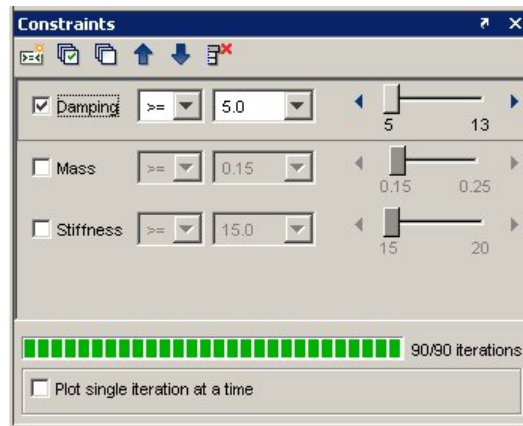 Constraints
Damping >= 5.0 5 13
Mass >= 0.15 0.15 0.25
Stiffness >= 15.0 15 20
90/90 iterations
Plot single iteration at a time